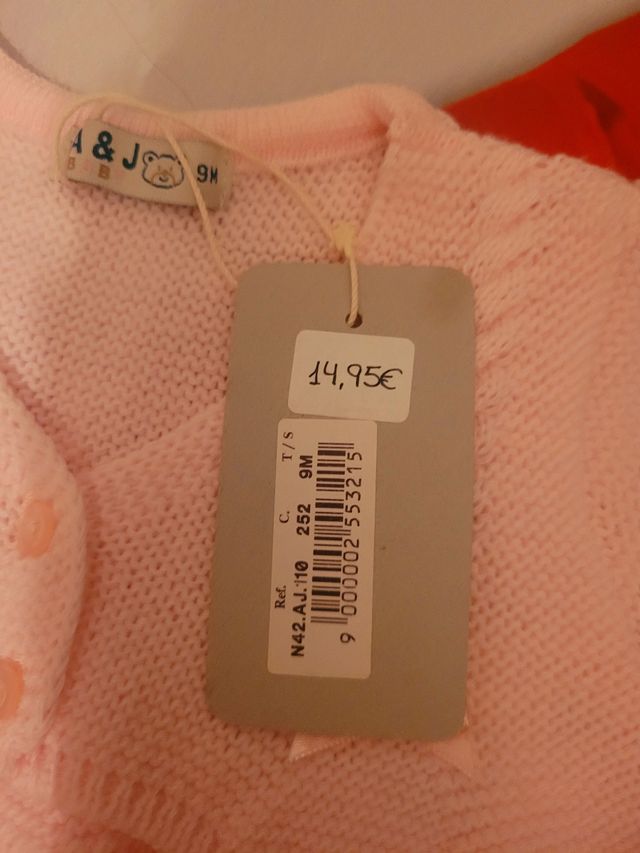 A & J 9M
B B
14,95€
Ref. C. T/S
N42.AJ.110 252 9M
9 000002 553215